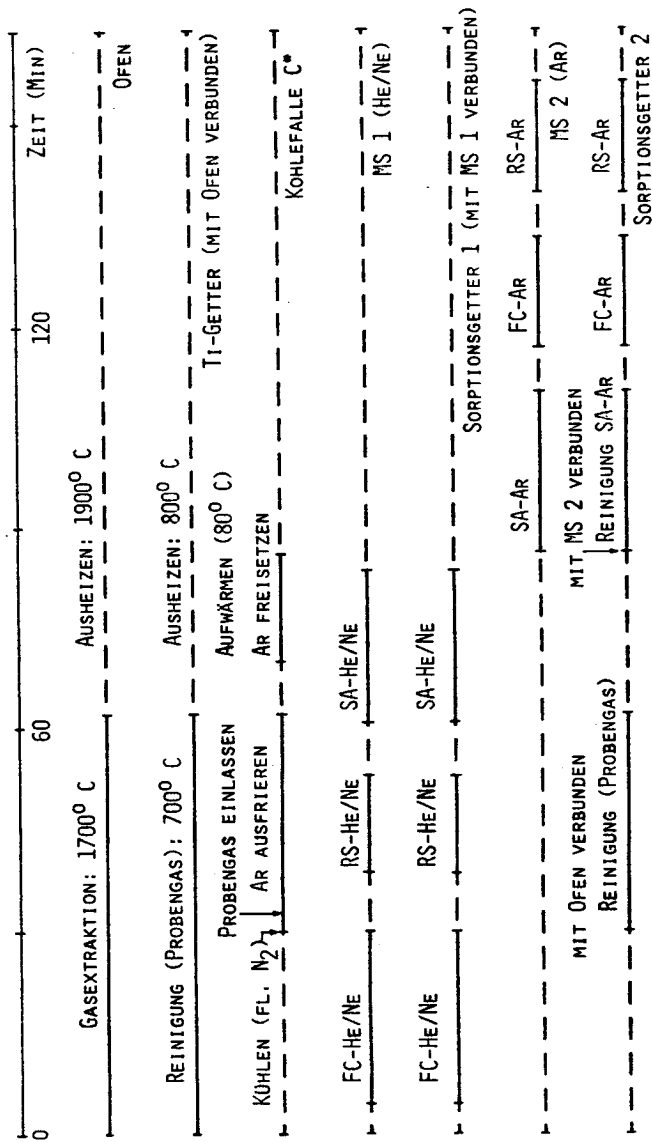 0
60
120
ZEIT (MIN)
GASEXTRAKTION: 1700° C
AUSHEIZEN: 1900° C
OFEN
REINIGUNG (PROBENGAS): 700° C
AUSHEIZEN: 800° C
TI-GETTER (MIT OFEN VERBUNDEN)
KÜHLEN (FL. N2)
PROBENGAS EINLASSEN
AR AUSFRIEREN
AUFWÄRMEN (80° C)
AR FREISETZEN
KOHLEFALLE C*
FC-HE/NE
RS-HE/NE
SA-HE/NE
MS 1 (HE/NE)
FC-HE/NE
RS-HE/NE
SA-HE/NE
SORPTIONSGETTER 1 (MIT MS 1 VERBUNDEN)
SA-AR
FC-AR
RS-AR
MS 2 (AR)
MIT OFEN VERBUNDEN
REINIGUNG (PROBENGAS)
MIT MS 2 VERBUNDEN
REINIGUNG SA-AR
FC-AR
RS-AR
SORPTIONSGETTER 2